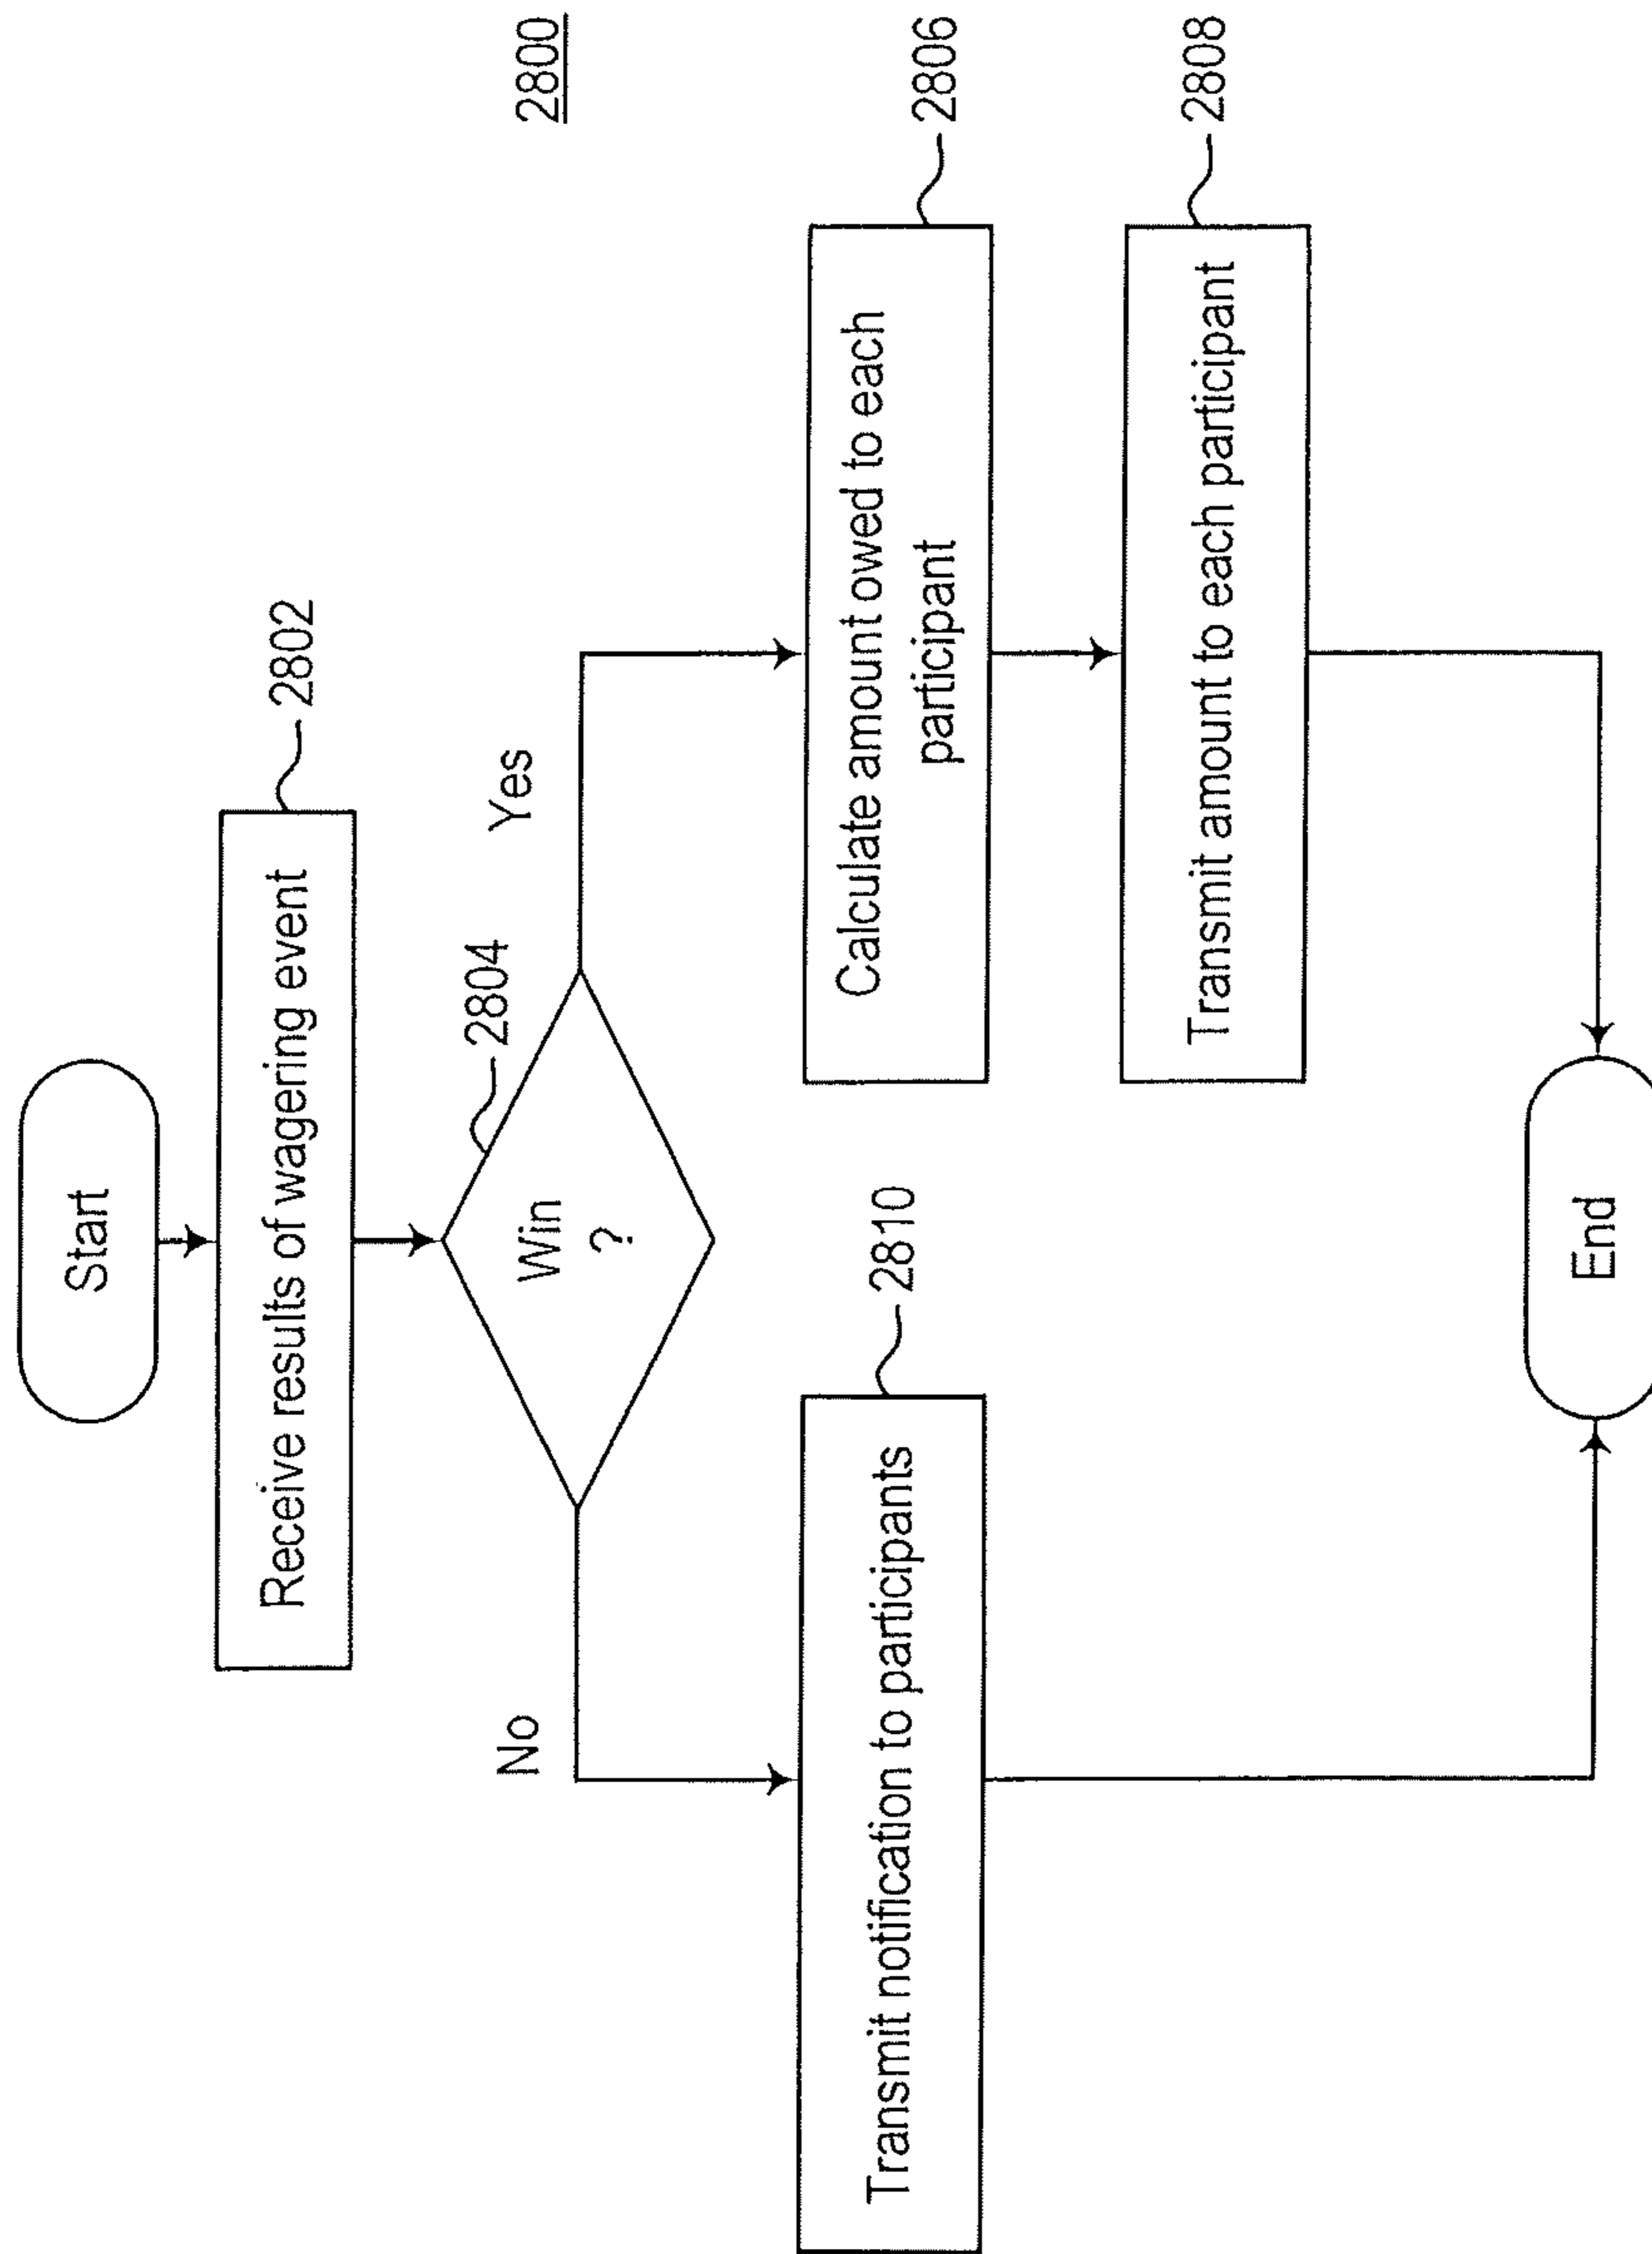 2800
Start
Receive results of wagering event
2802
Win
?
2804
No
Yes
Transmit notification to participants
2810
Calculate amount owed to each
participant
2806
Transmit amount to each participant
2808
End